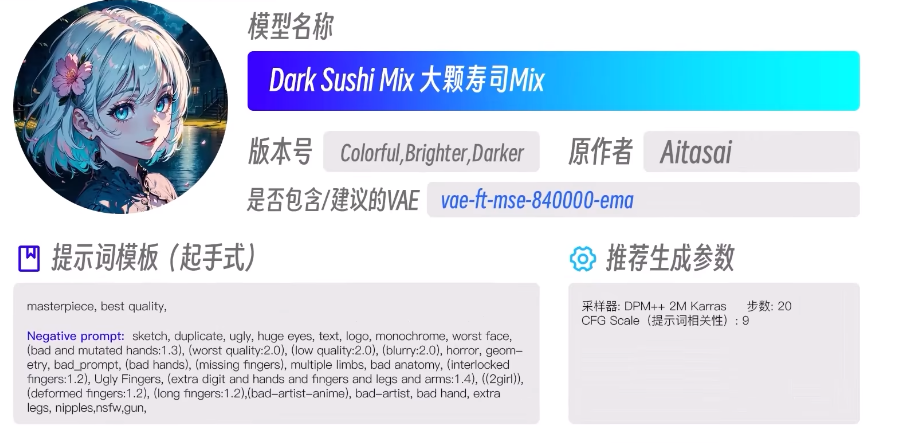 模型名称
Dark Sushi Mix 大颗寿司Mix
版本号 Colorful,Brighter,Darker 原作者 Aitasai
是否包含/建议的VAE vae-ft-mse-840000-ema
提示词模板（起手式）
masterpiece, best quality,
Negative prompt: sketch, duplicate, ugly, huge eyes, text, logo, monochrome, worst face,
(bad and mutated hands:1.3), (worst quality:2.0), (low quality:2.0), (blurry:2.0), horror, geom-
etry, bad_prompt, (bad hands), (missing fingers), multiple limbs, bad anatomy, (interlocked
fingers:1.2), Ugly Fingers, (extra digit and hands and fingers and legs and arms:1.4), ((2girl)),
(deformed fingers:1.2), (long fingers:1.2),(bad-artist-anime), bad-artist, bad hand, extra
legs, nipples,nsfw,gun,
推荐生成参数
采样器: DPM++ 2M Karras 步数: 20
CFG Scale（提示词相关性）: 9